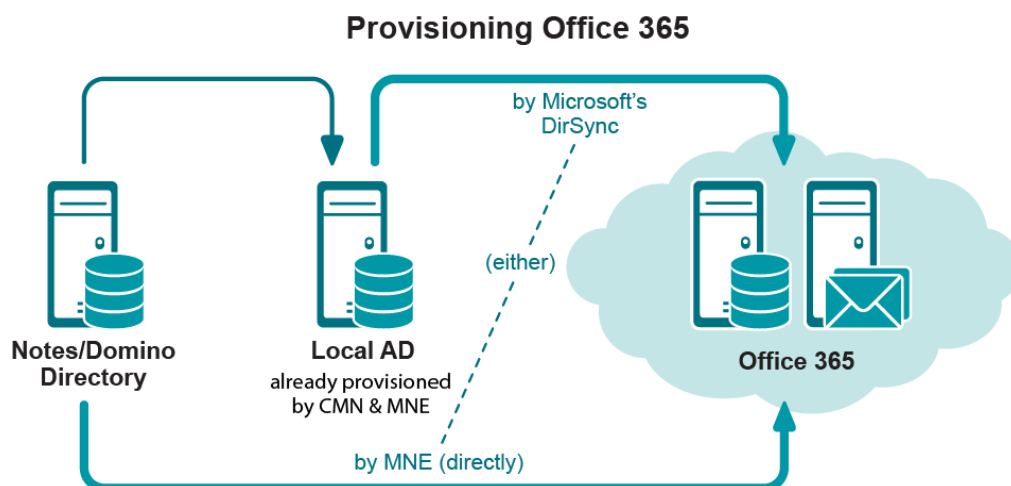 Provisioning Office 365
by Microsoft’s
DirSync
(either)
Notes/Domino
Directory
Local AD
already provisioned
by CMN & MNE
Office 365
by MNE (directly)